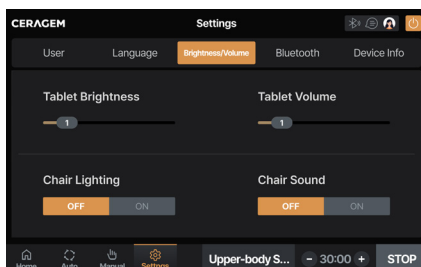 CERAGEM
Settings
User Language Brightness/Volume Bluetooth Device Info
Tablet Brightness Tablet Volume
1 1
Chair Lighting Chair Sound
OFF ON OFF ON
Home Auto Manual Settings Upper-body S... - 30:00 + STOP